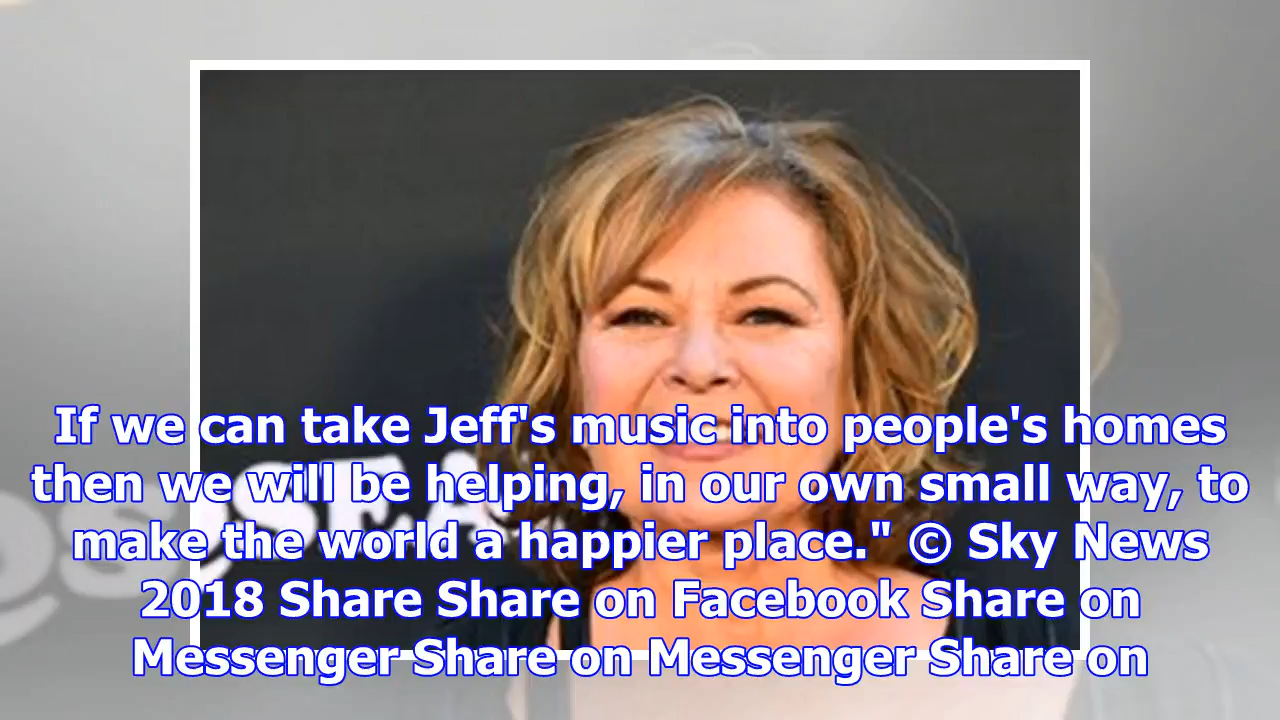 If we can take Jeff's music into people's homes
then we will be helping, in our own small way, to
make the world a happier place." © Sky News
2018 Share Share on Facebook Share on
Messenger Share on Messenger Share on